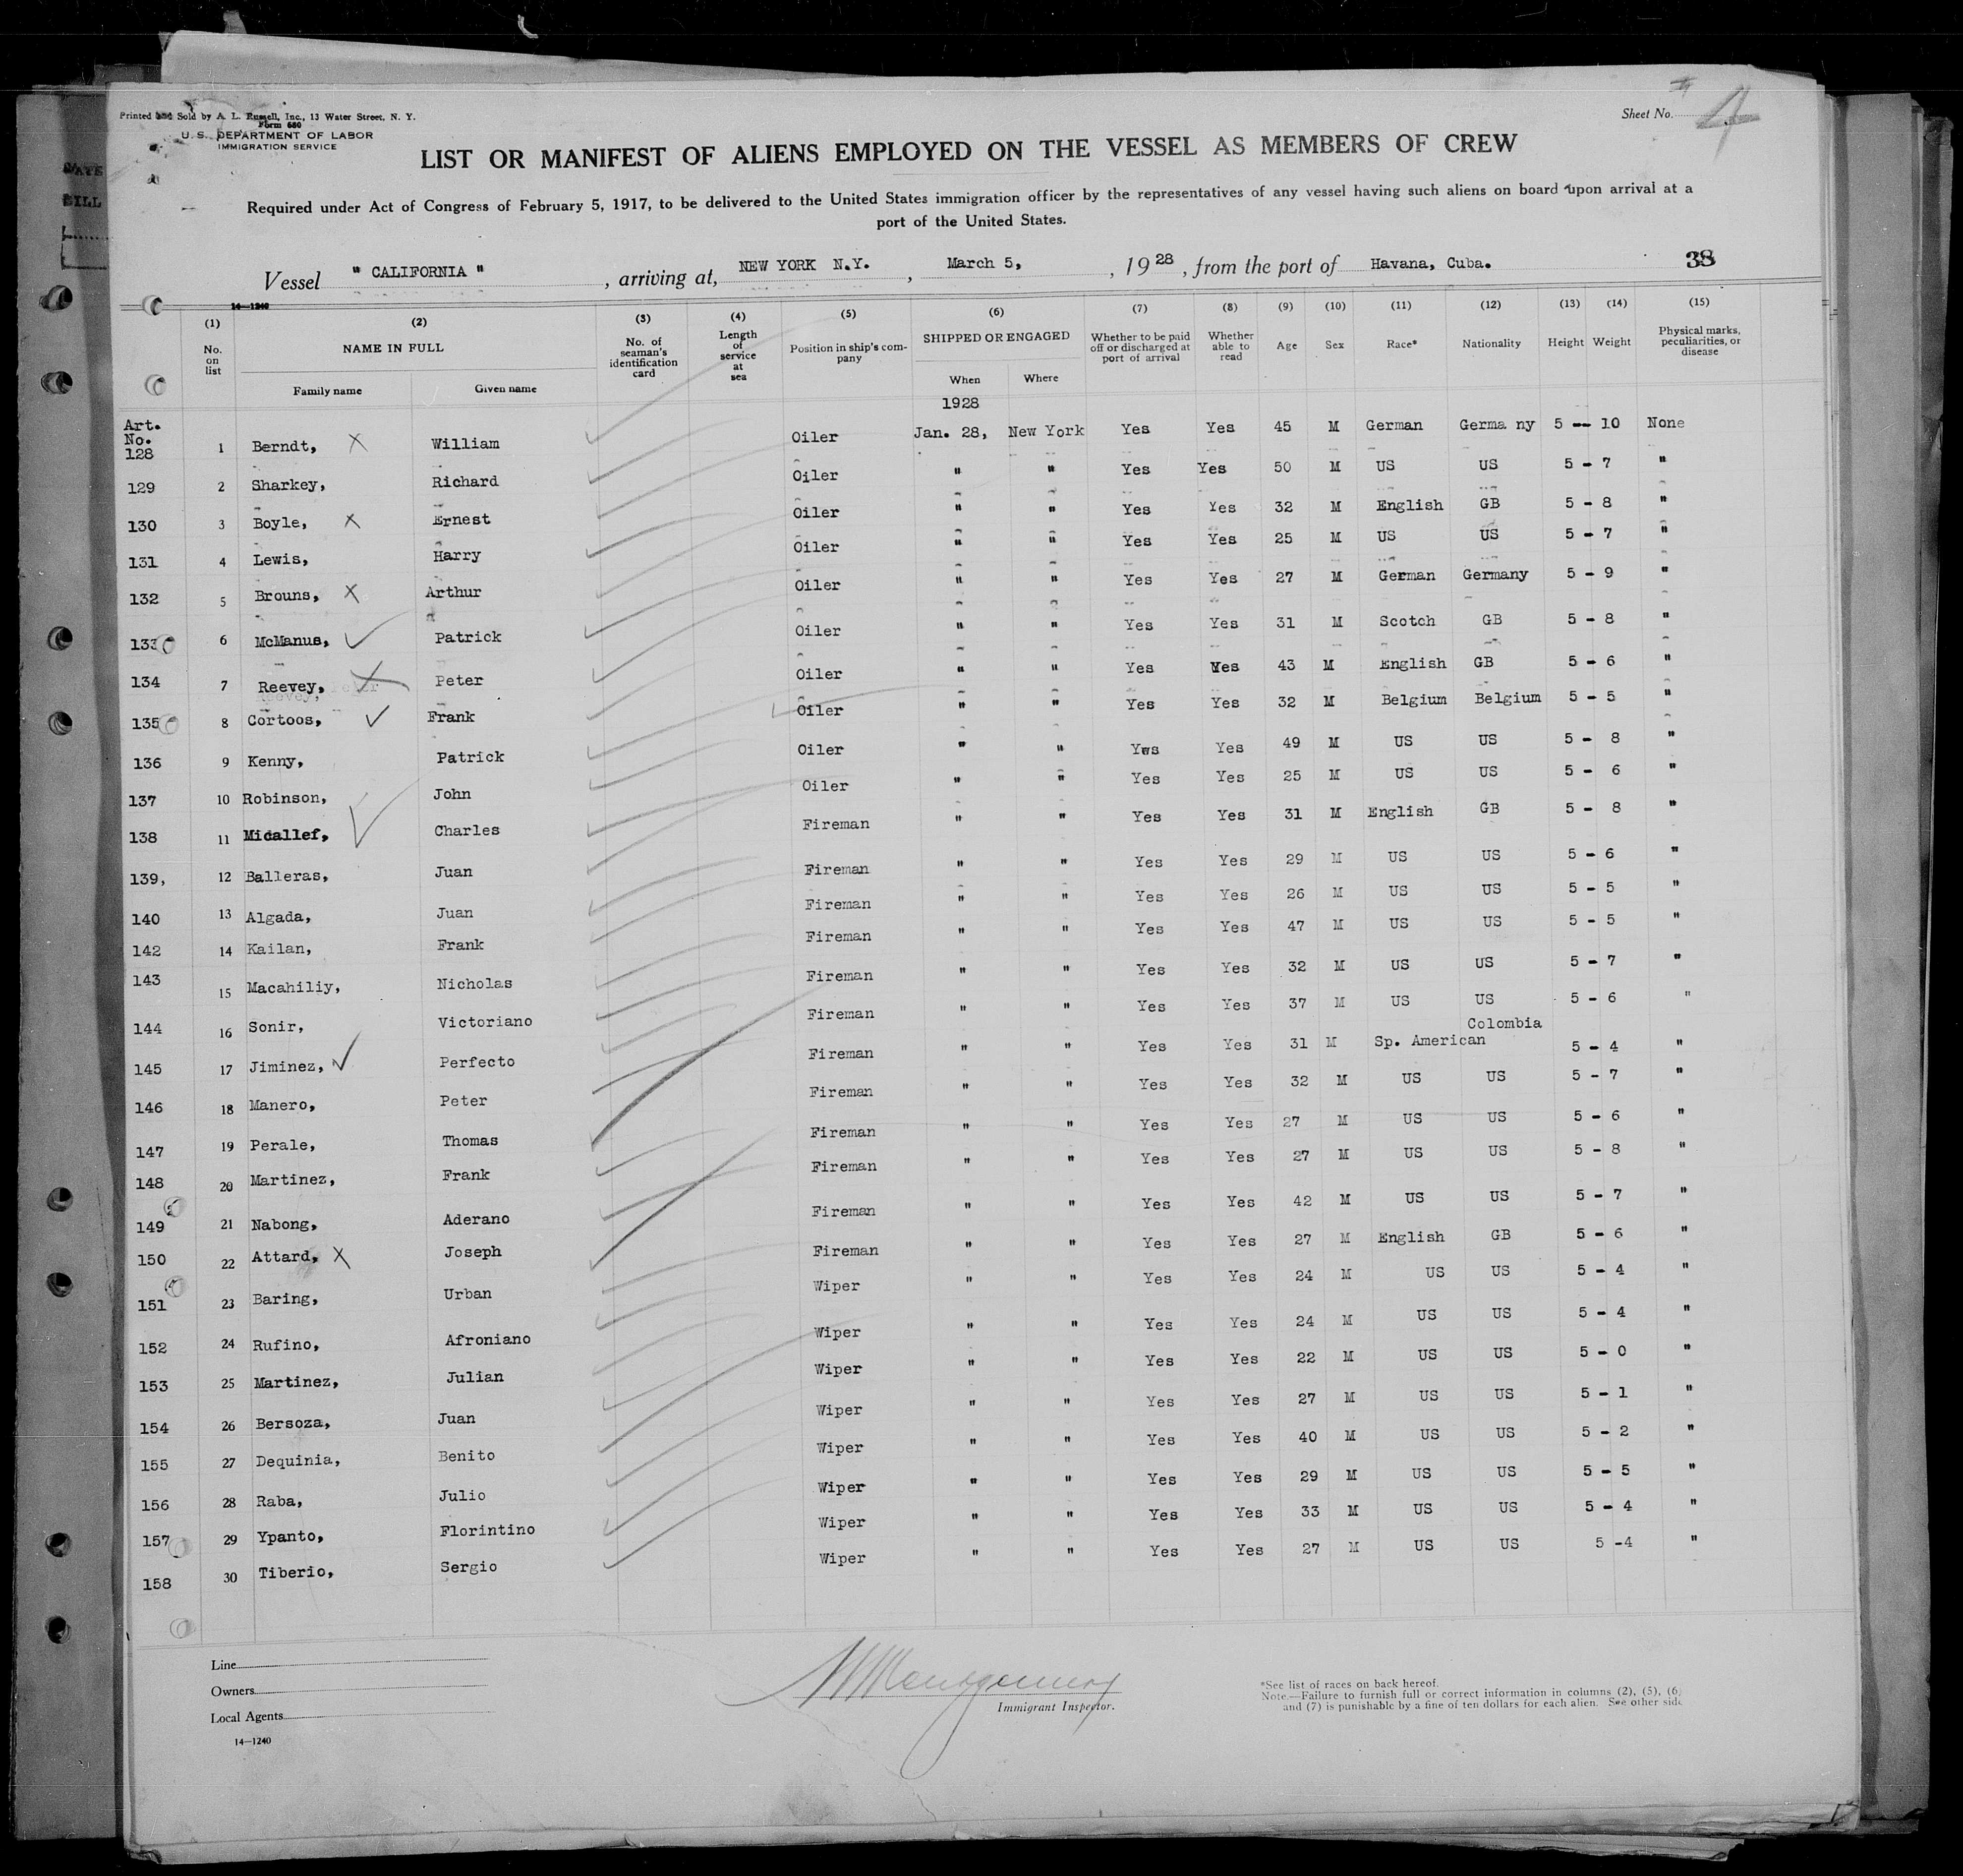 Sheet No. 4
Printed and Sold by A. L. Russell, Inc., 13 Water Street, N. Y.
Form 680
U. S. DEPARTMENT OF LABOR
IMMIGRATION SERVICE
LIST OR MANIFEST OF ALIENS EMPLOYED ON THE VESSEL AS MEMBERS OF CREW
Required under Act of Congress of February 5, 1917, to be delivered to the United States immigration officer by the representatives of any vessel having such aliens on board upon arrival at a
port of the United States.
Vessel " CALIFORNIA " , arriving at, NEW YORK N.Y. , March 5, , 1928 , from the port of Havana, Cuba. 38
14—1240
(1) (2) (3) (4) (5) (6) (7) (8) (9) (10) (11) (12) (13) (14) (15)
No. on list NAME IN FULL No. of seaman's identification card Length of service at sea Position in ship's company SHIPPED OR ENGAGED Whether to be paid off or discharged at port of arrival Whether able to read Age Sex Race* Nationality Height Weight Physical marks, peculiarities, or disease
Family name Given name When Where
1928
Art. No. 128 1 Berndt, X William Oiler Jan. 28, New York Yes Yes 45 M German Germa ny 5 -- 10 None
129 2 Sharkey, Richard Oiler " " Yes Yes 50 M US US 5 - 7 "
130 3 Boyle, X Ernest Oiler " " Yes Yes 32 M English GB 5 - 8 "
131 4 Lewis, Harry Oiler " " Yes Yes 25 M US US 5 - 7 "
132 5 Brouns, X Arthur Oiler " " Yes Yes 27 M German Germany 5 - 9 "
133 6 McManus, ✓ Patrick Oiler " " Yes Yes 31 M Scotch GB 5 - 8 "
134 7 Reevey, X Peter Oiler " " Yes Yes 43 M English GB 5 - 6 "
135 8 Cortoos, ✓ Frank Oiler " " Yes Yes 32 M Belgium Belgium 5 - 5 "
136 9 Kenny, Patrick Oiler " " Yws Yes 49 M US US 5 - 8 "
137 10 Robinson, John Oiler " " Yes Yes 25 M US US 5 - 6 "
138 11 Micallef, ✓ Charles Fireman " " Yes Yes 31 M English GB 5 - 8 "
139, 12 Balleras, Juan Fireman " " Yes Yes 29 M US US 5 - 6 "
140 13 Algada, Juan Fireman " " Yes Yes 26 M US US 5 - 5 "
142 14 Kailan, Frank Fireman " " Yes Yes 47 M US US 5 - 5 "
143 15 Macahiliy, Nicholas Fireman " " Yes Yes 32 M US US 5 - 7 "
144 16 Sonir, Victoriano Fireman " " Yes Yes 37 M US US 5 - 6 "
145 17 Jiminez, ✓ Perfecto Fireman " " Yes Yes 31 M Sp. American Colombia 5 - 4 "
146 18 Manero, Peter Fireman " " Yes Yes 32 M US US 5 - 7 "
147 19 Perale, Thomas Fireman " " Yes Yes 27 M US US 5 - 6 "
148 20 Martinez, Frank Fireman " " Yes Yes 27 M US US 5 - 8 "
149 21 Nabong, Aderano Fireman " " Yes Yes 42 M US US 5 - 7 "
150 22 Attard, X Joseph Fireman " " Yes Yes 27 M English GB 5 - 6 "
151 23 Baring, Urban Wiper " " Yes Yes 24 M US US 5 - 4 "
152 24 Rufino, Afroniano Wiper " " Yes Yes 24 M US US 5 - 4 "
153 25 Martinez, Julian Wiper " " Yes Yes 22 M US US 5 - 0 "
154 26 Bersoza, Juan Wiper " " Yes Yes 27 M US US 5 - 1 "
155 27 Dequinia, Benito Wiper " " Yes Yes 40 M US US 5 - 2 "
156 28 Raba, Julio Wiper " " Yes Yes 29 M US US 5 - 5 "
157 29 Ypanto, Florintino Wiper " " Yes Yes 33 M US US 5 - 4 "
158 30 Tiberio, Sergio Wiper " " Yes Yes 27 M US US 5 -4 "
Line
Owners
Local Agents
14—1240
Montgomery
Immigrant Inspector.
*See list of races on back hereof.
Note.—Failure to furnish full or correct information in columns (2), (5), (6)
and (7) is punishable by a fine of ten dollars for each alien. See other side